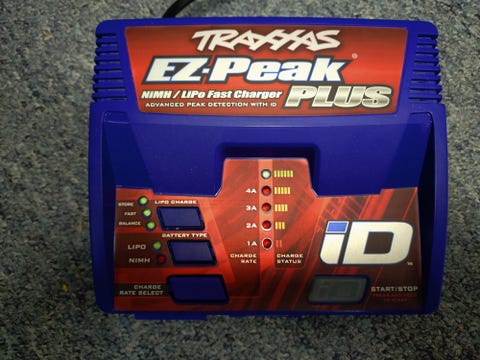 TRAXXAS
EZ-Peak®
NiMH / LiPo Fast Charger PLUS
ADVANCED PEAK DETECTION WITH iD
STORE
FAST
BALANCE
LIPO CHARGE
BATTERY TYPE
LIPO
NIMH
CHARGE
RATE SELECT
4A
3A
2A
1A
CHARGE
RATE
CHARGE
STATUS
iD™
START/STOP